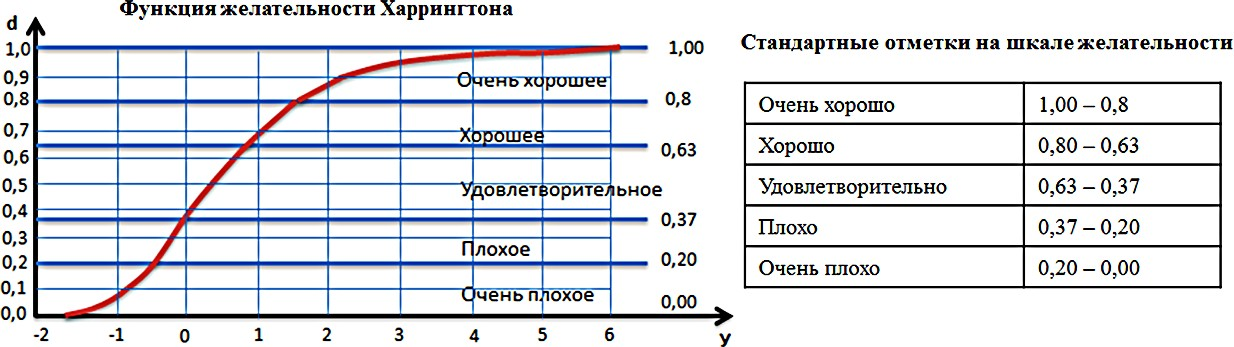 Функция желательности Харрингтона
d
1,0
0,9
0,8
0,7
0,6
0,5
0,4
0,3
0,2
0,1
0,0
-2 -1 0 1 2 3 4 5 6 У
Очень хорошее
Хорошее
Удовлетворительное
Плохое
Очень плохое
1,00
0,8
0,63
0,37
0,20
0,00
Стандартные отметки на шкале желательности
Очень хорошо 1,00 – 0,8
Хорошо 0,80 – 0,63
Удовлетворительно 0,63 – 0,37
Плохо 0,37 – 0,20
Очень плохо 0,20 – 0,00